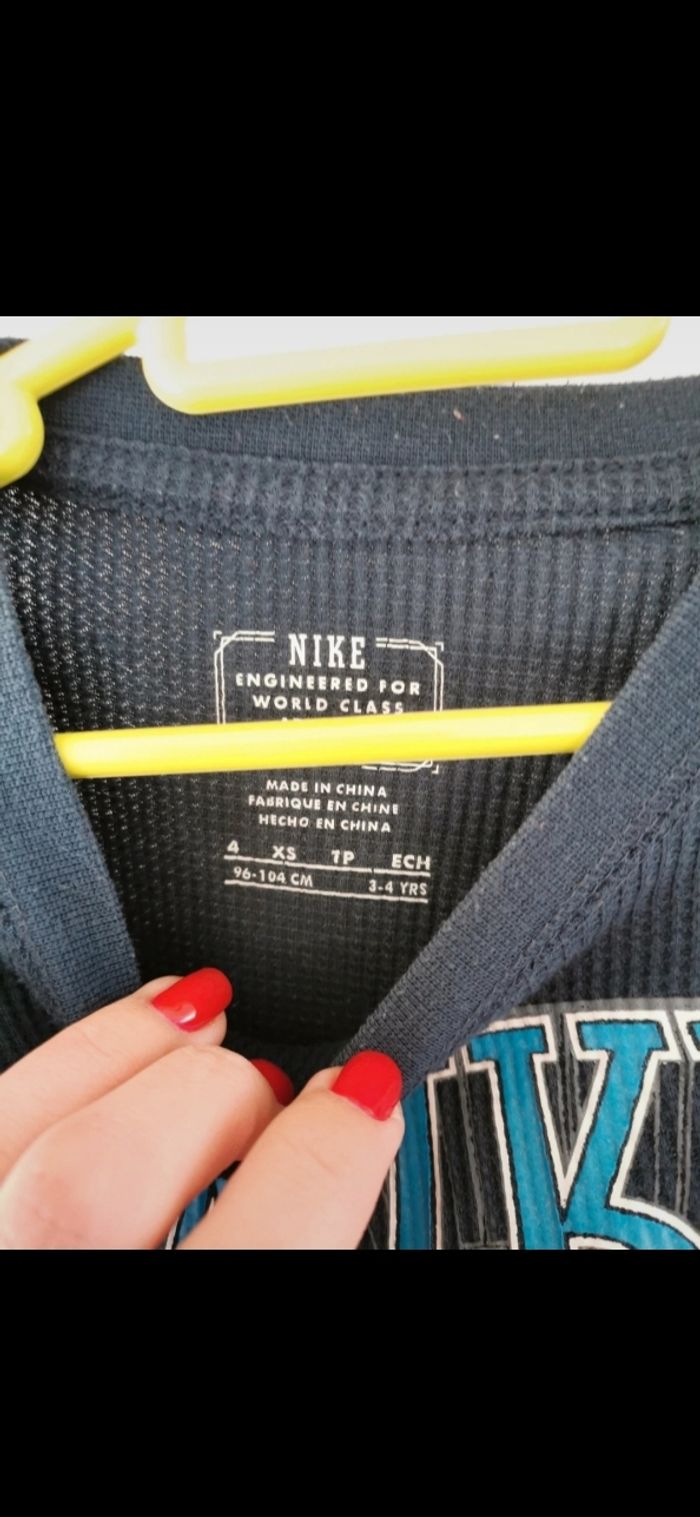 NIKE
ENGINEERED FOR
WORLD CLASS
MADE IN CHINA
FABRIQUE EN CHINE
HECHO EN CHINA
4 XS TP ECH
96-104 CM 3-4 YRS
IK